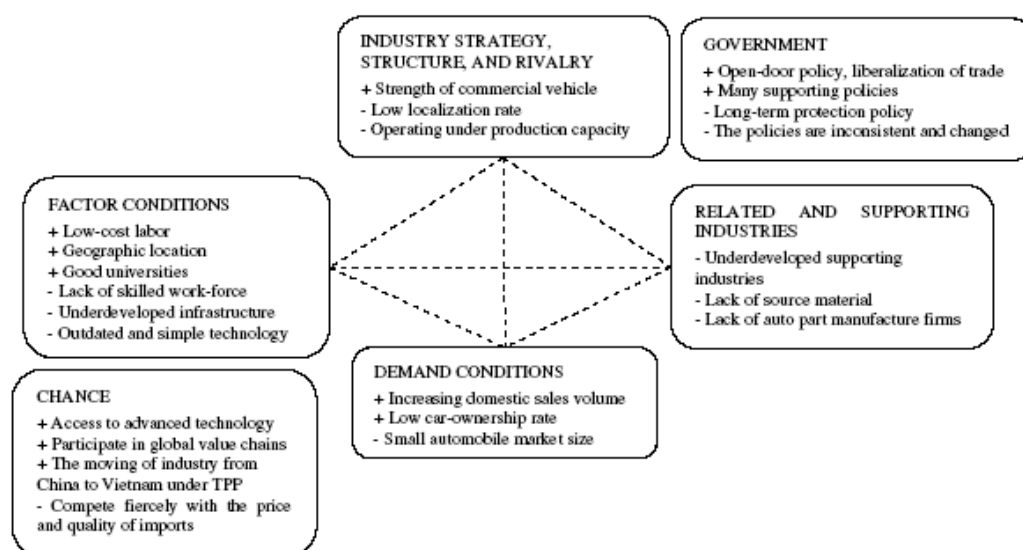 INDUSTRY STRATEGY,
STRUCTURE, AND RIVALRY
+ Strength of commercial vehicle
- Low localization rate
- Operating under production capacity
GOVERNMENT
+ Open-door policy, liberalization of trade
+ Many supporting policies
- Long-term protection policy
- The policies are inconsistent and changed
FACTOR CONDITIONS
+ Low-cost labor
+ Geographic location
+ Good universities
- Lack of skilled work-force
- Underdeveloped infrastructure
- Outdated and simple technology
RELATED AND SUPPORTING
INDUSTRIES
- Underdeveloped supporting
industries
- Lack of source material
- Lack of auto part manufacture firms
DEMAND CONDITIONS
+ Increasing domestic sales volume
+ Low car-ownership rate
- Small automobile market size
CHANCE
+ Access to advanced technology
+ Participate in global value chains
+ The moving of industry from
China to Vietnam under TPP
- Compete fiercely with the price
and quality of imports